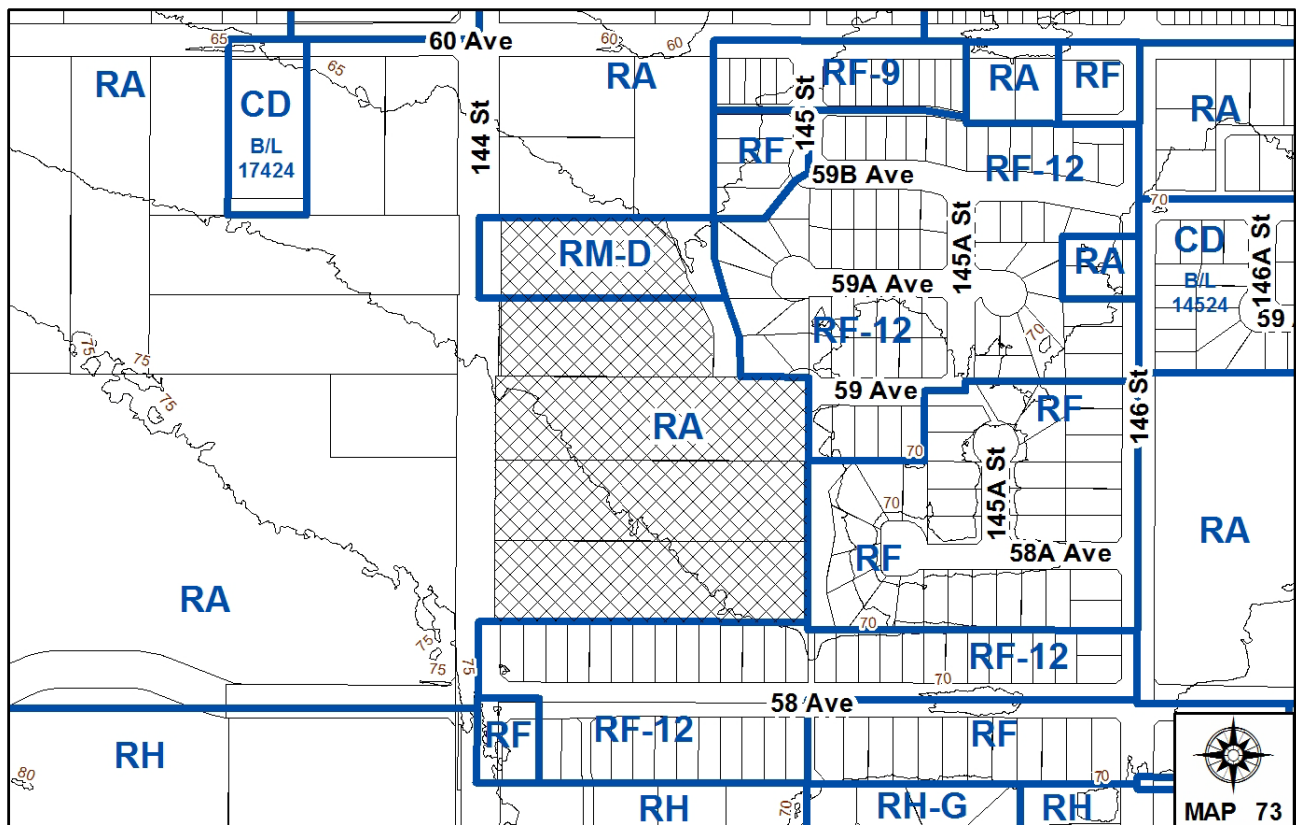 65
60 Ave
60
60
RA
65
RA
RF-9
RA
RF
RA
CD
B/L
17424
144 St
145 St
RF
59B Ave
RF-12
70
RM-D
145A St
RA
CD
B/L
14524
146A St
59A Ave
59
RF-12
70
75
75
75
59 Ave
RF
146 St
RA
70
145A St
70
RF
58A Ave
RA
RA
75
75
75
70
RF-12
70
58 Ave
RH
RF
RF-12
RF
80
70
RH
70
RH-G
RH
MAP 73